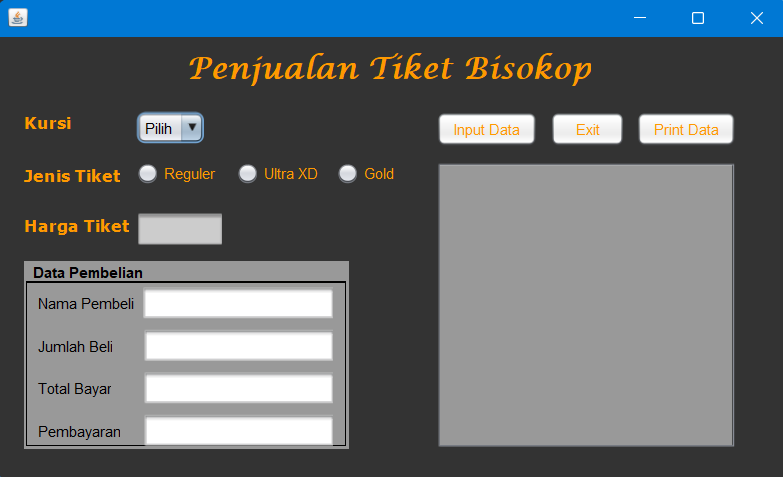 Penjualan Tiket Bisokop
Kursi
Pilih
Input Data
Exit
Print Data
Jenis Tiket
Reguler
Ultra XD
Gold
Harga Tiket
Data Pembelian
Nama Pembeli
Jumlah Beli
Total Bayar
Pembayaran